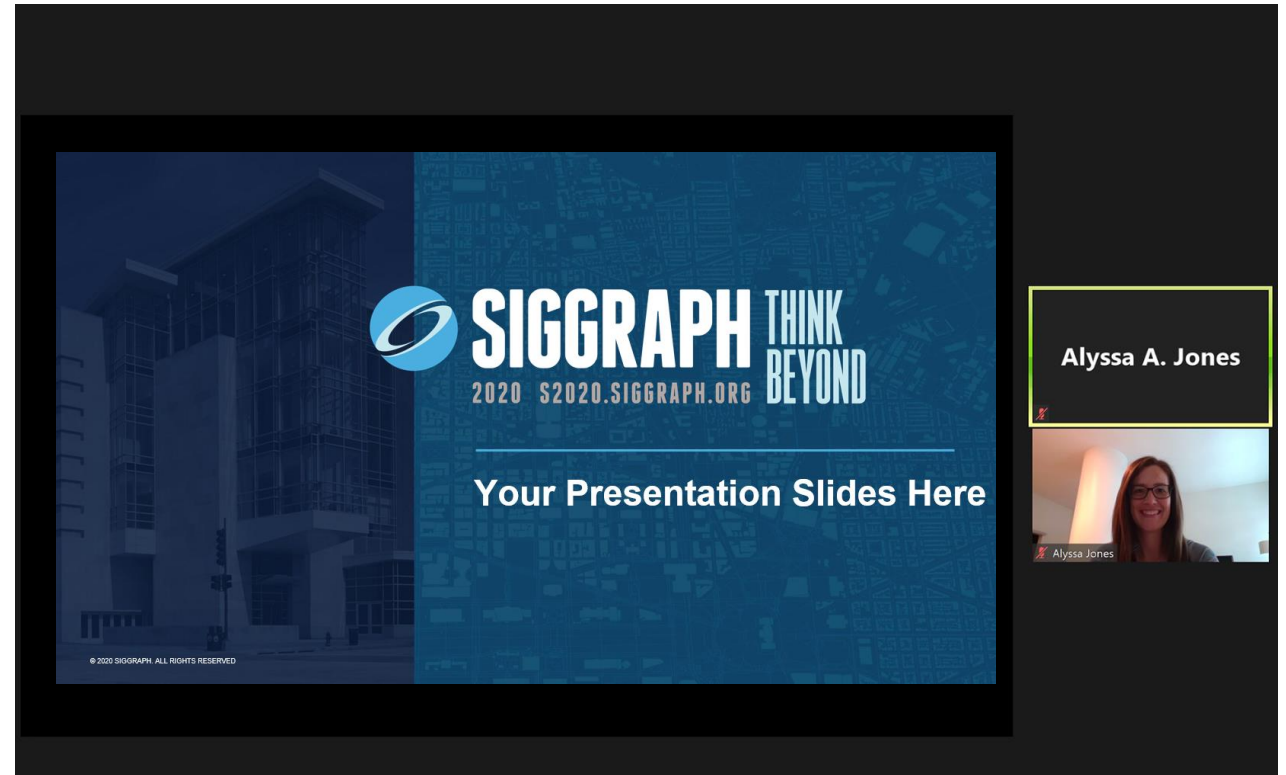 SIGGRAPH THINK
BEYOND
2020 S2020.SIGGRAPH.ORG
Your Presentation Slides Here
© 2020 SIGGRAPH. ALL RIGHTS RESERVED
Alyssa A. Jones
Alyssa Jones